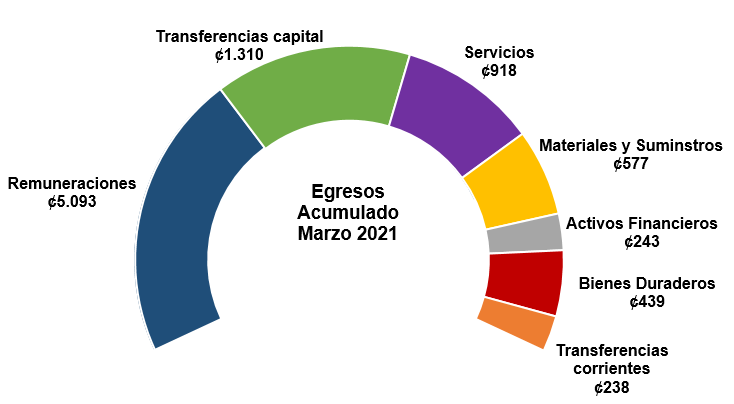 Transferencias capital
₡1.310
Servicios
₡918
Materiales y Suminstros
₡577
Remuneraciones
₡5.093
Egresos
Acumulado
Marzo 2021
Activos Financieros
₡243
Bienes Duraderos
₡439
Transferencias
corrientes
₡238